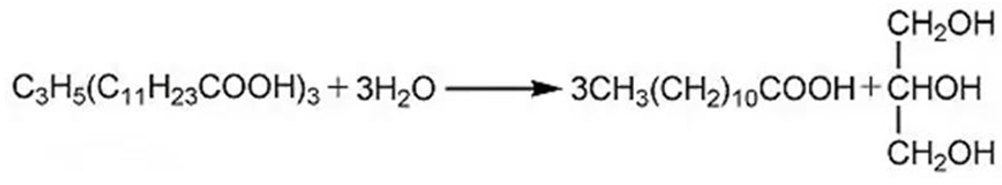 CH₂OH
C₃H₅(C₁₁H₂₃COOH)₃ + 3H₂O ⟶ 3CH₃(CH₂)₁₀COOH + CHOH
CH₂OH